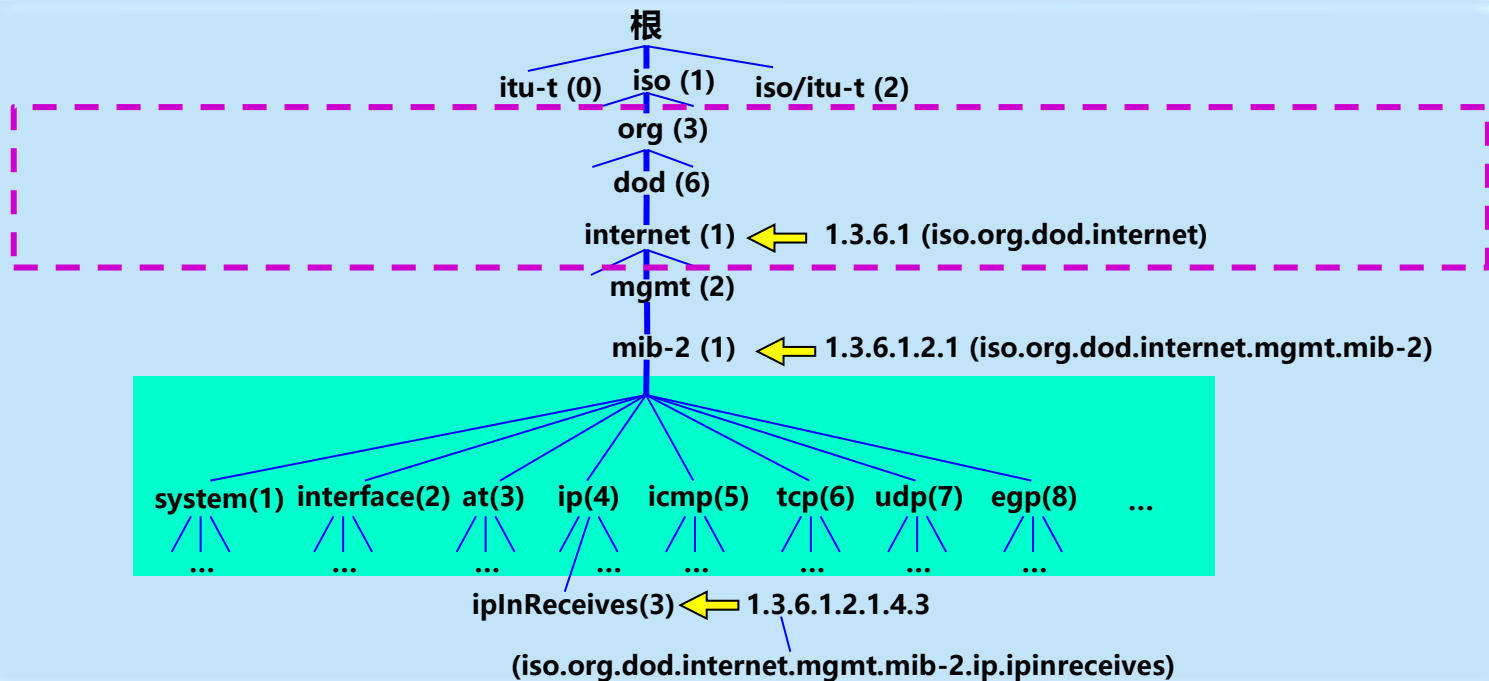 根
itu-t (0) iso (1) iso/itu-t (2)
org (3)
dod (6)
internet (1) 1.3.6.1 (iso.org.dod.internet)
mgmt (2)
mib-2 (1) 1.3.6.1.2.1 (iso.org.dod.internet.mgmt.mib-2)
system(1) interface(2) at(3) ip(4) icmp(5) tcp(6) udp(7) egp(8) ...
... ... ... ... ... ... ... ...
ipInReceives(3) 1.3.6.1.2.1.4.3
(iso.org.dod.internet.mgmt.mib-2.ip.ipinreceives)